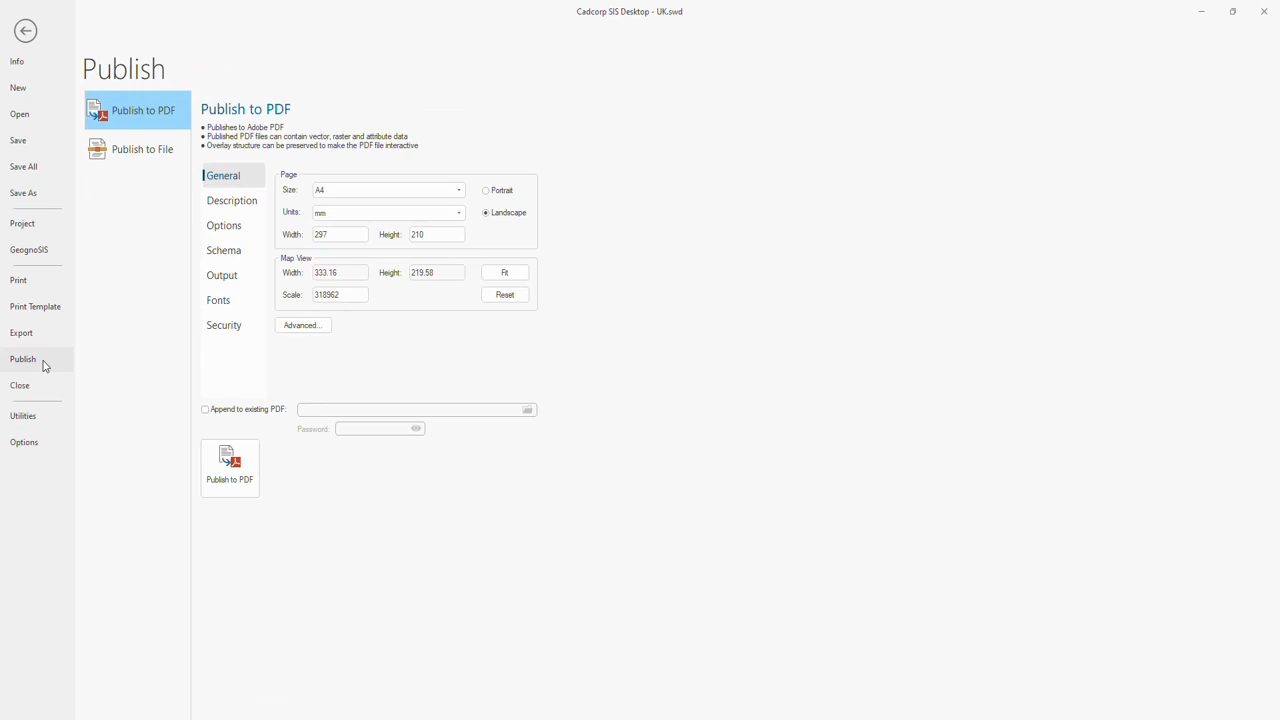 Cadcorp SIS Desktop - UK.swd
Info
New
Open
Save
Save All
Save As
Project
GeognoSIS
Print
Print Template
Export
Publish
Close
Utilities
Options
Publish
Publish to PDF
Publish to File
Publish to PDF
• Publishes to Adobe PDF
• Published PDF files can contain vector, raster and attribute data
• Overlay structure can be preserved to make the PDF file interactive
General
Description
Options
Schema
Output
Fonts
Security
Page
Size: A4 Portrait
Units: mm Landscape
Width: 297 Height: 210
Map View
Width: 333.16 Height: 219.58 Fit
Scale: 318962 Reset
Advanced...
Append to existing PDF:
Password:
Publish to PDF